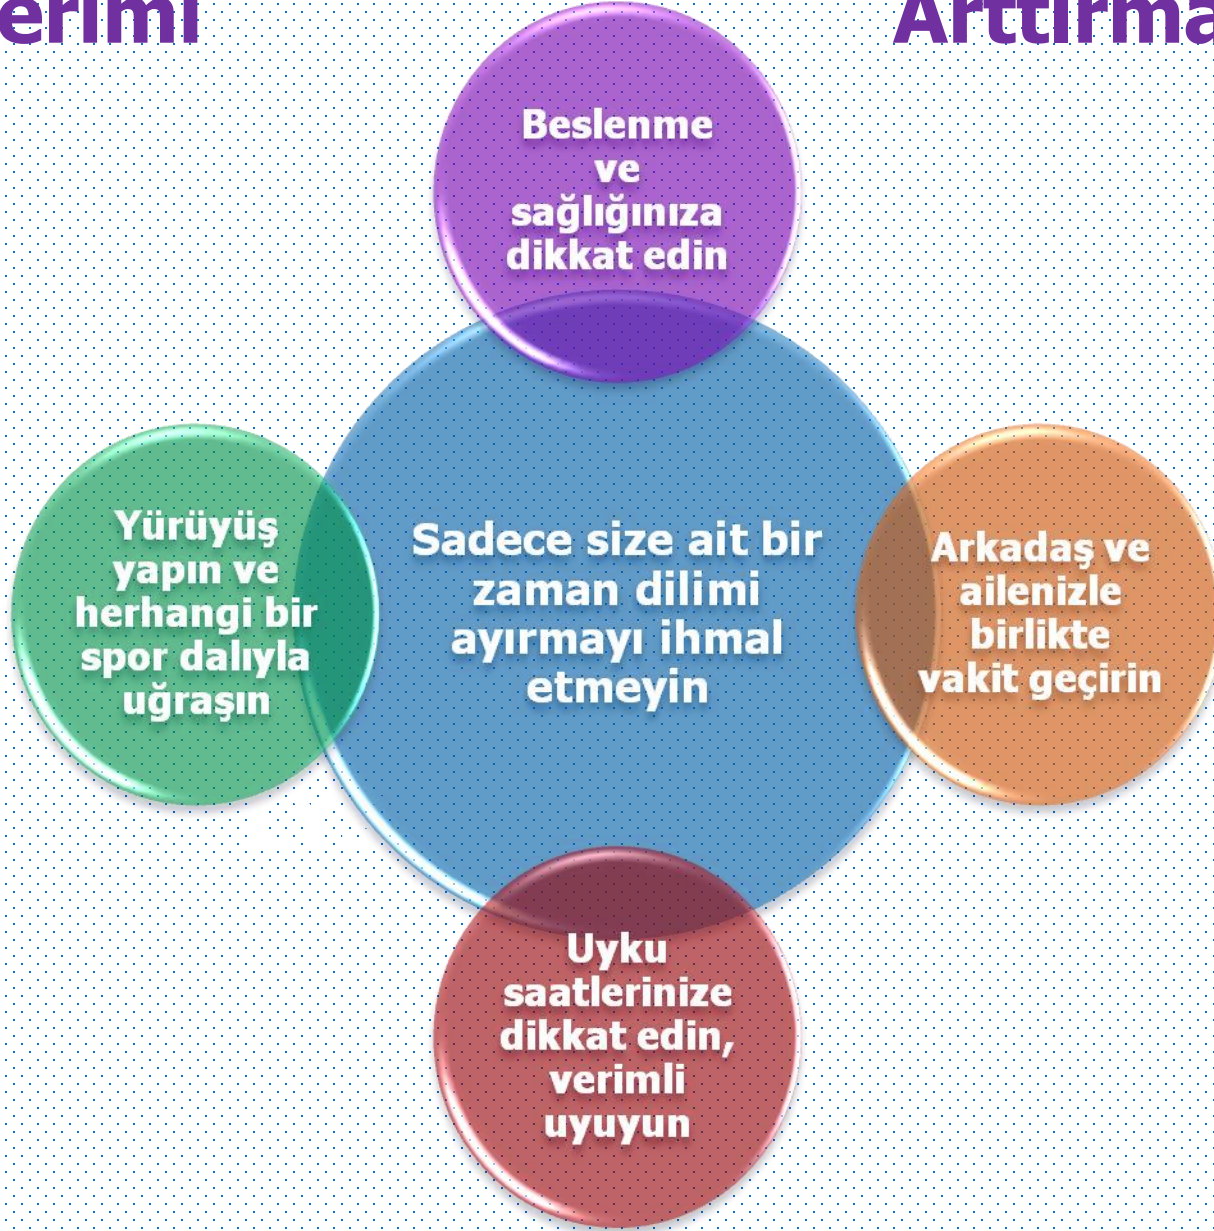 erimi Arttırma
Beslenme
ve
sağlığınıza
dikkat edin
Yürüyüş
yapın ve
herhangi bir
spor dalıyla
uğraşın
Sadece size ait bir
zaman dilimi
ayırmayı ihmal
etmeyin
Arkadaş ve
ailenizle
birlikte
vakit geçirin
Uyku
saatlerinize
dikkat edin,
verimli
uyuyun